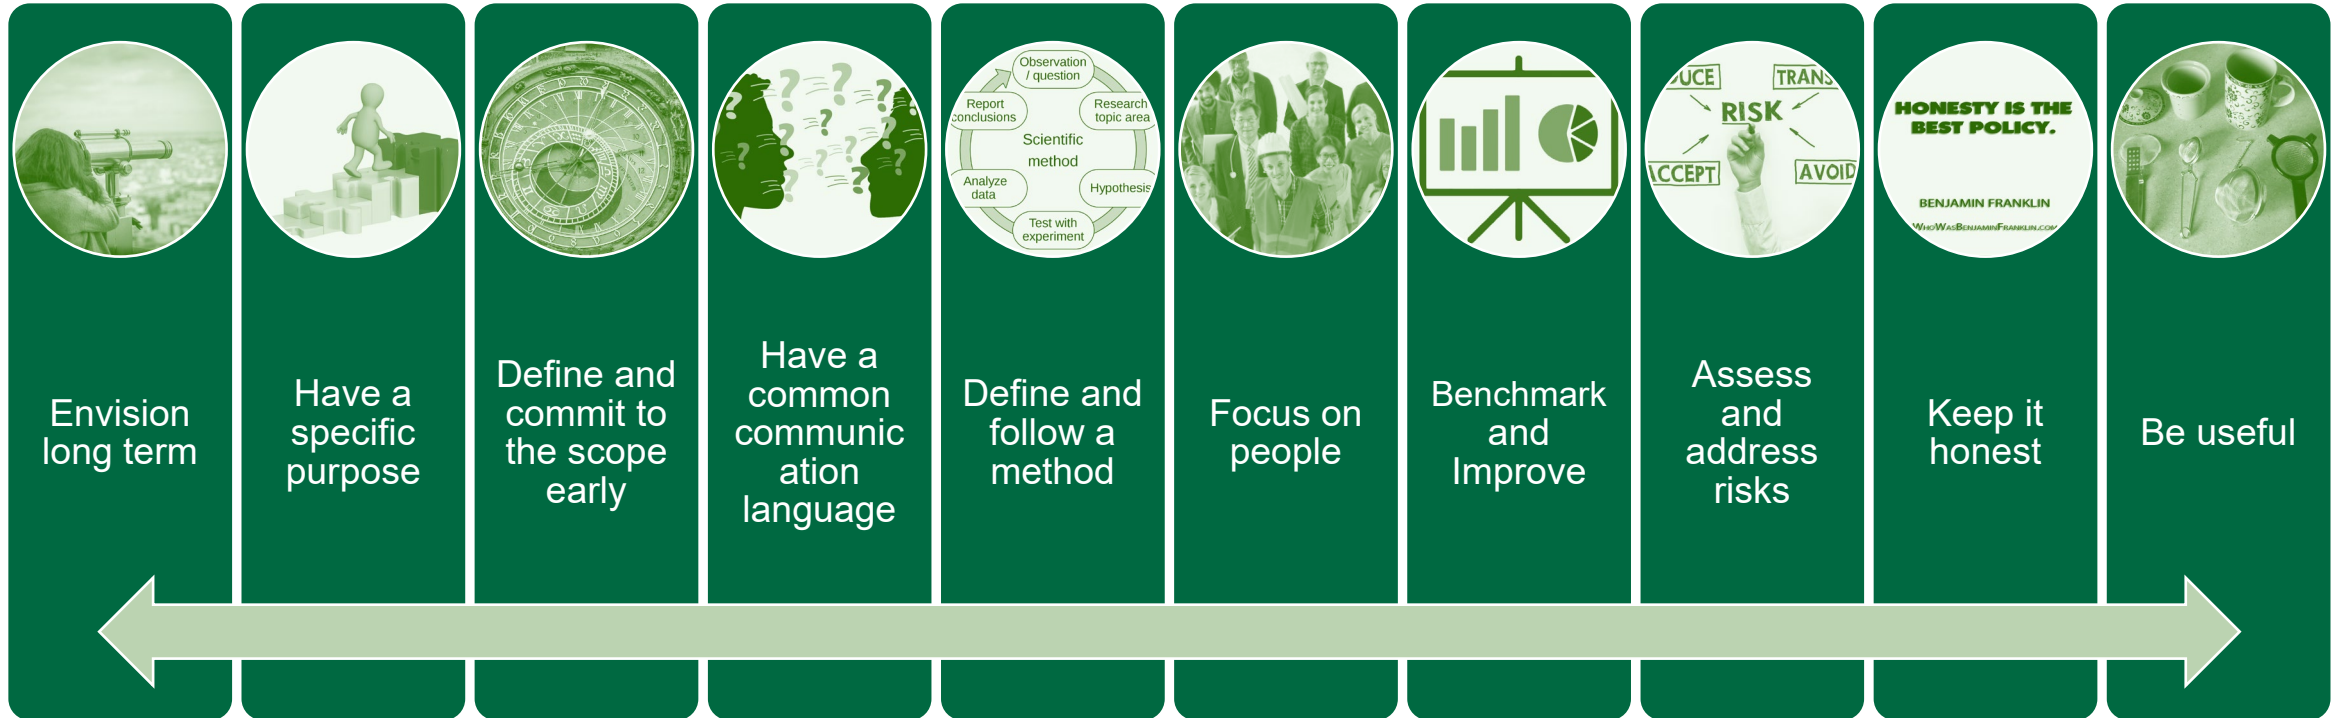 Envision
long term
Have a
specific
purpose
Define and
commit to
the scope
early
Have a
common
communic
ation
language
Observation
/ question
Research
topic area
Hypothesis
Test with
experiment
Analyze
data
Report
conclusions
Scientific
method
Define and
follow a
method
Focus on
people
Benchmark
and
Improve
UCE
TRANS
RISK
ACCEPT
AVOID
Assess
and
address
risks
HONESTY IS THE
BEST POLICY.
BENJAMIN FRANKLIN
WhoWasBenjaminFranklin.com
Keep it
honest
Be useful